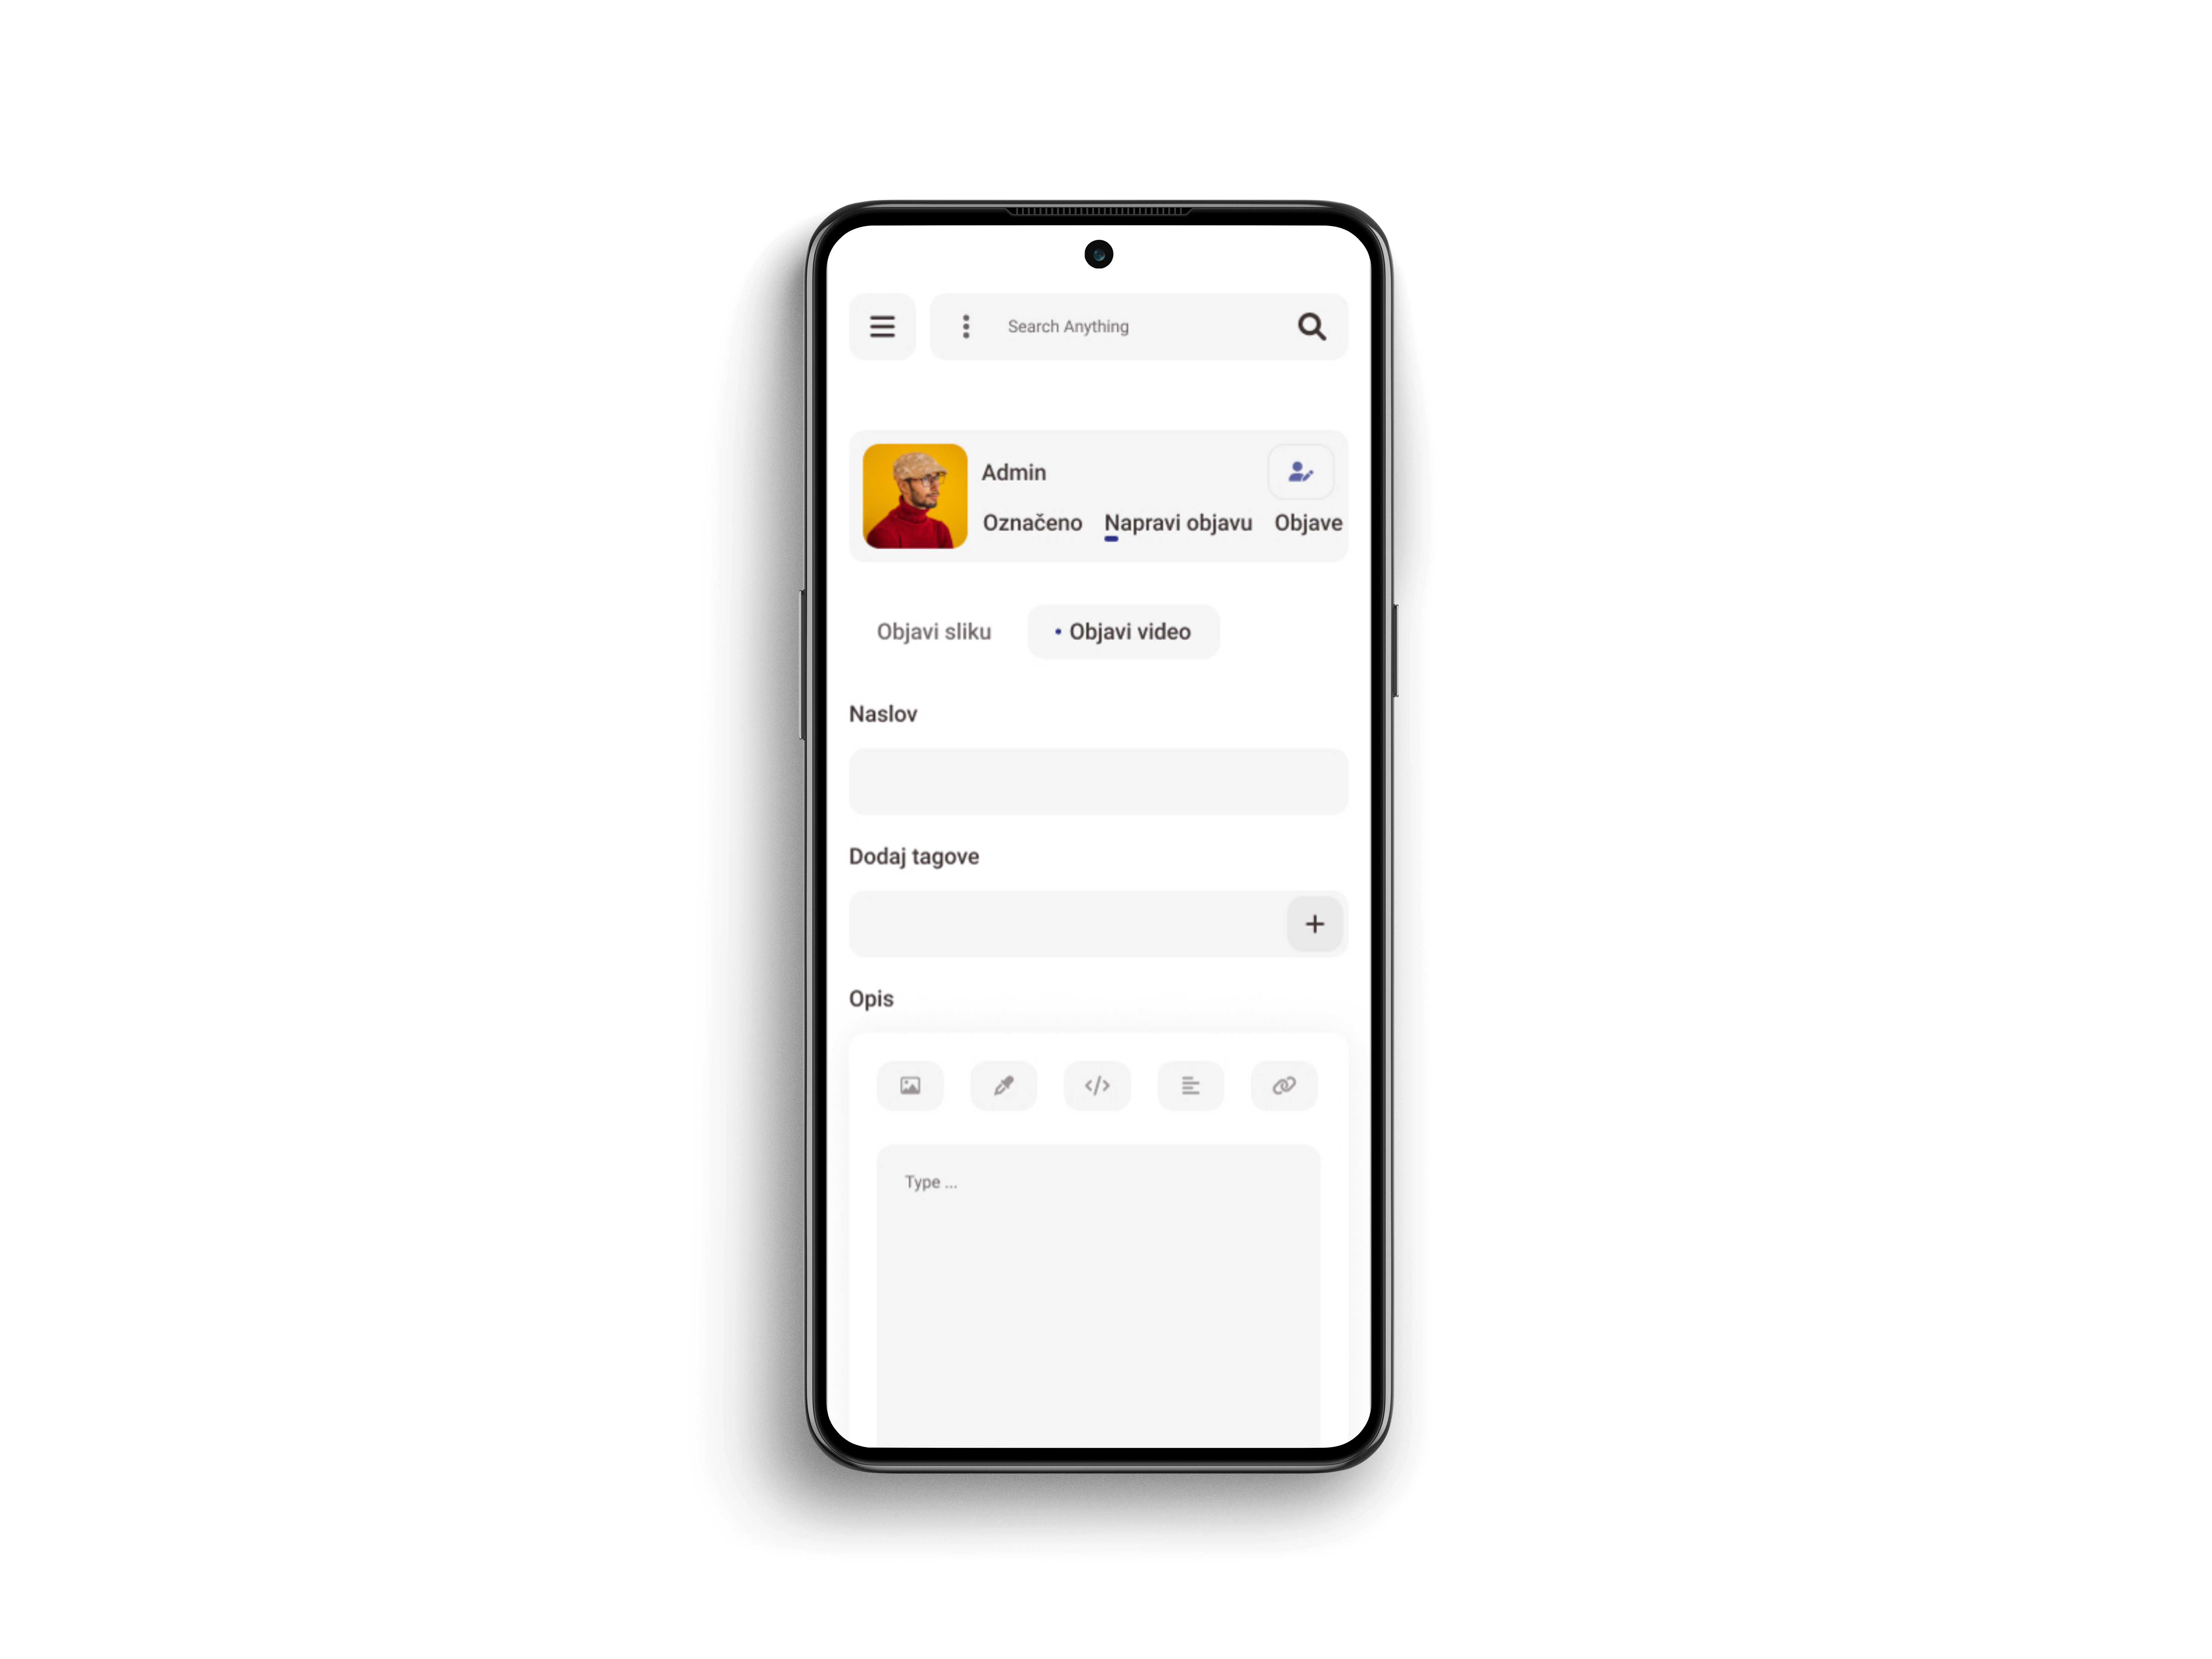 Search Anything
Admin
Označeno Napravi objavu Objave
Objavi sliku • Objavi video
Naslov
Dodaj tagove
+
Opis
</>
Type ...